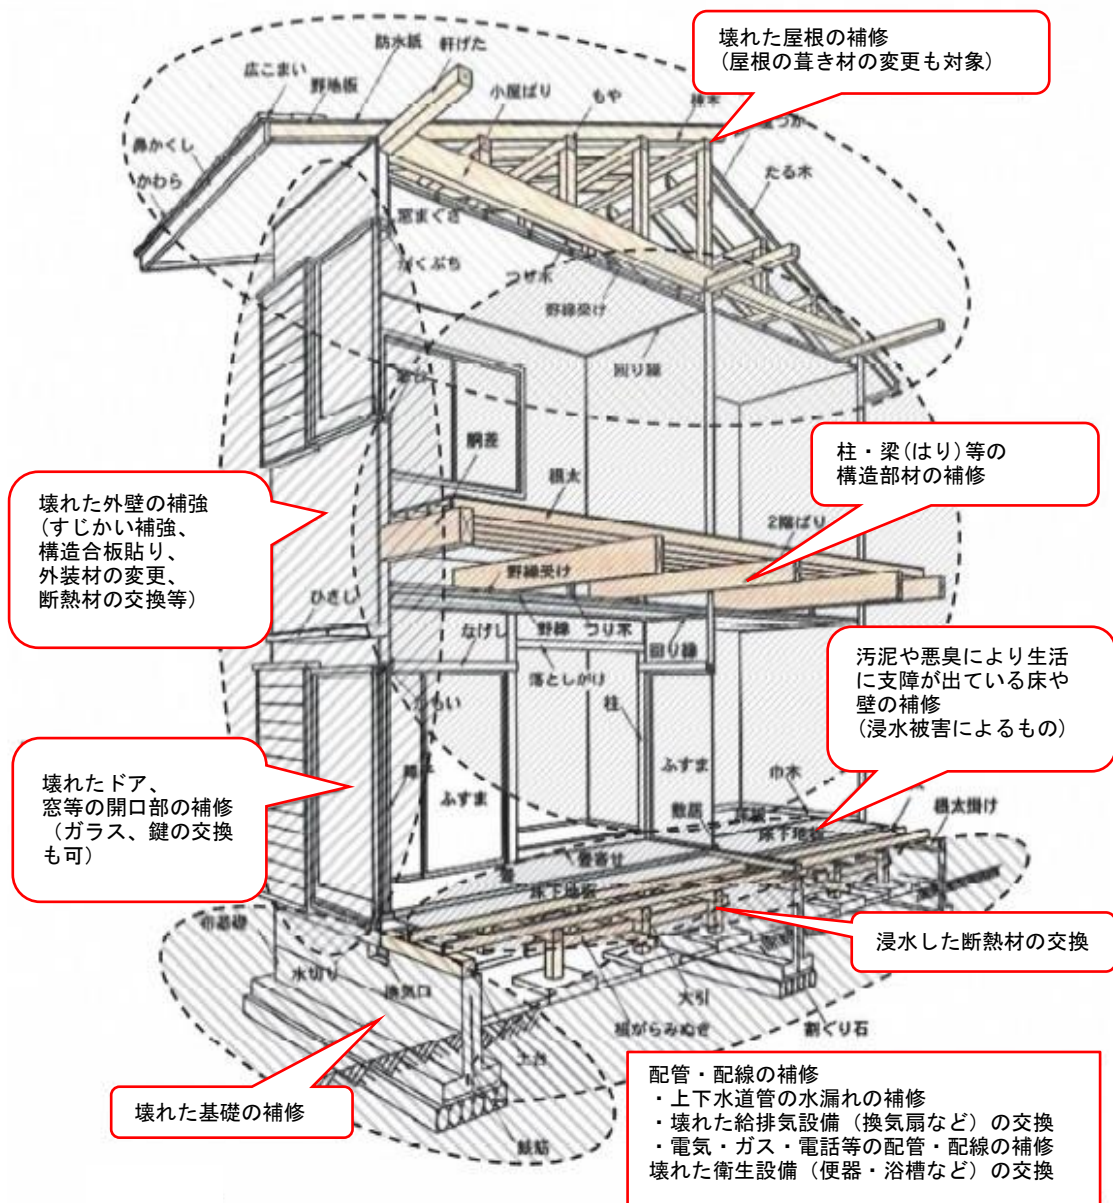 壊れた屋根の補修
(屋根の葺き材の変更も対象)
防水紙
軒げた
広こまい
野地板
小屋ばり
もや
鼻かくし
かわら
たる木
窓まぐさ
がくぶち
つり木
野縁受け
回り縁
胴差
根太
柱・梁(はり)等の
構造部材の補修
2階ばり
壊れた外壁の補強
(すじかい補強、
構造合板貼り、
外装材の変更、
断熱材の交換等)
野縁受け
ひさし
なげし
野縁
つり木
回り縁
落としがけ
柱
汚泥や悪臭により生活
に支障が出ている床や
壁の補修
(浸水被害によるもの)
壊れたドア、
窓等の開口部の補修
(ガラス、鍵の交換
も可)
かもい
障子
ふすま
ふすま
巾木
敷居
根太掛け
床下地板
畳寄せ
床下地板
布基礎
水切り
換気口
浸水した断熱材の交換
大引
根がらみぬき
割ぐり石
土台
壊れた基礎の補修
鉄筋
配管・配線の補修
・上下水道管の水漏れの補修
・壊れた給排気設備(換気扇など)の交換
・電気・ガス・電話等の配管・配線の補修
壊れた衛生設備(便器・浴槽など)の交換